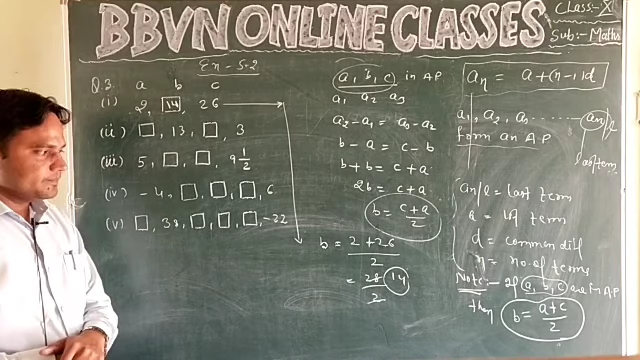 BBVN ONLINE CLASSES
Class-X
Sub:- Maths
Ex-5.2
Q.3. a b c
(i) 2, 14, 26
(ii) □, 13, □, 3
(iii) 5, □, □, 9 1/2
(iv) -4, □, □, □, 6
(v) □, 38, □, □, □, -22
a, b, c in AP
a₁ a₂ a₃
a₂-a₁ = a₃-a₂
b-a = c-b
b+b = c+a
2b = c+a
b = c+a/2
b = 2+26/2
= 28/2 14
aₙ = a+(n-1)d
a₁, a₂, a₃ ........ an/l
form an A.P
last term
an/l = last term
a = 1st term
d = common diff
n = no. of terms
Note:- If a, b, c are in AP
then b = a+c/2